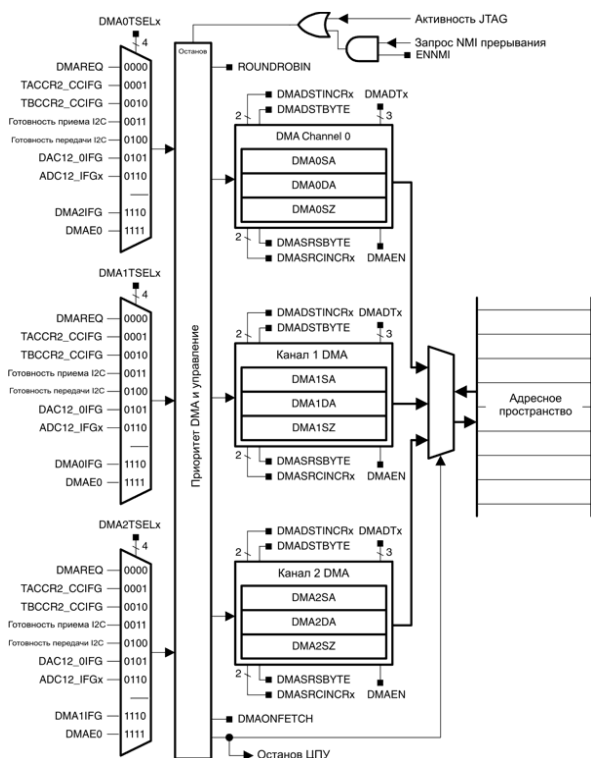 DMA0TSELx
4
DMAREQ 0000
TACCR2_CCIFG 0001
TBCCR2_CCIFG 0010
Готовность приема I2C 0011
Готовность передачи I2C 0100
DAC12_0IFG 0101
ADC12_IFGx 0110
DMA2IFG 1110
DMAE0 1111
DMA1TSELx
4
DMAREQ 0000
TACCR2_CCIFG 0001
TBCCR2_CCIFG 0010
Готовность приема I2C 0011
Готовность передачи I2C 0100
DAC12_0IFG 0101
ADC12_IFGx 0110
DMA0IFG 1110
DMAE0 1111
DMA2TSELx
4
DMAREQ 0000
TACCR2_CCIFG 0001
TBCCR2_CCIFG 0010
Готовность приема I2C 0011
Готовность передачи I2C 0100
DAC12_0IFG 0101
ADC12_IFGx 0110
DMA1IFG 1110
DMAE0 1111
Останов
Приоритет DMA и управление
Активность JTAG
Запрос NMI прерывания
ENNMI
ROUNDROBIN
DMADSTINCRx DMADTx
2 DMADSTBYTE 3
DMA Channel 0
DMA0SA
DMA0DA
DMA0SZ
2 DMASRSBYTE
DMASRCINCRx DMAEN
DMADSTINCRx DMADTx
2 DMADSTBYTE 3
Канал 1 DMA
DMA1SA
DMA1DA
DMA1SZ
2 DMASRSBYTE
DMASRCINCRx DMAEN
DMADSTINCRx DMADTx
2 DMADSTBYTE 3
Канал 2 DMA
DMA2SA
DMA2DA
DMA2SZ
2 DMASRSBYTE
DMASRCINCRx DMAEN
DMAONFETCH
Останов ЦПУ
Адресное
пространство